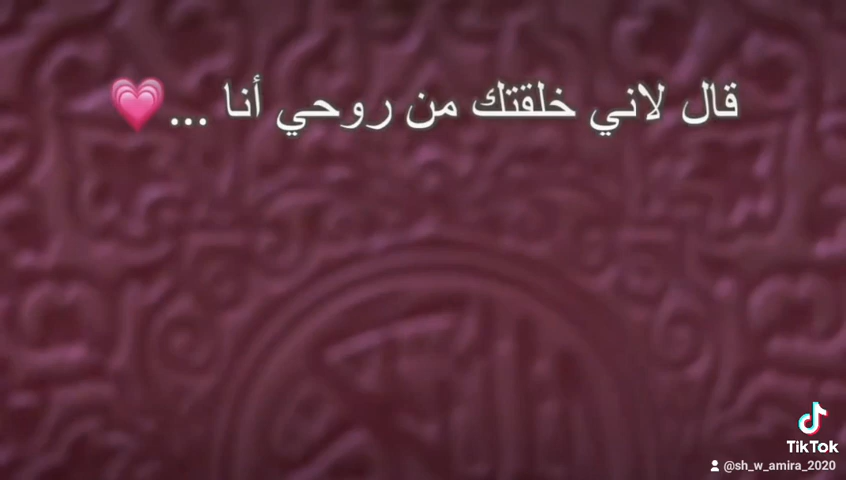 قال لاني خلقتك من روحي أنا ...💗
TikTok
@sh_w_amira_2020